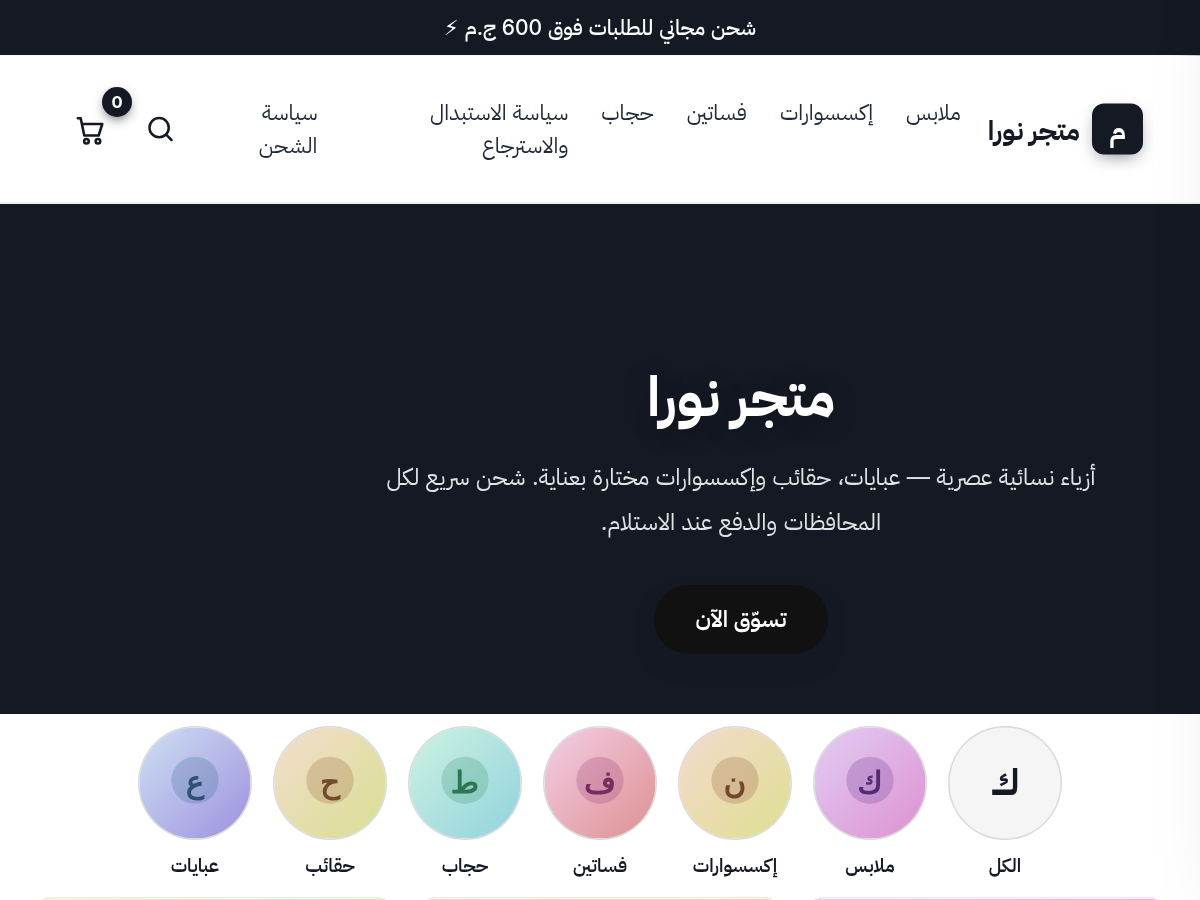 شحن مجاني للطلبات فوق 600 ج.م ⚡
م
متجر نورا
ملابس
إكسسوارات
فساتين
حجاب
سياسة الاستبدال
والاسترجاع
سياسة
الشحن
0
متجر نورا
أزياء نسائية عصرية — عبايات، حقائب وإكسسوارات مختارة بعناية. شحن سريع لكل
المحافظات والدفع عند الاستلام.
تسوّق الآن
ك
ك
ن
ف
ط
ح
ع
الكل
ملابس
إكسسوارات
فساتين
حجاب
حقائب
عبايات